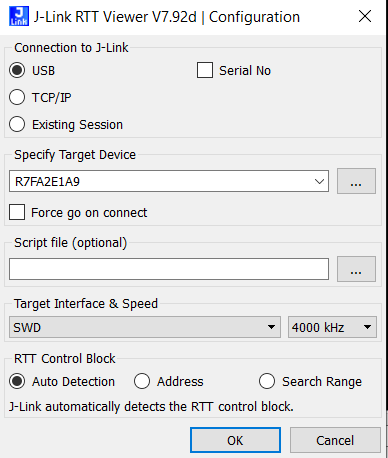 J-Link RTT Viewer V7.92d | Configuration
Connection to J-Link
USB
Serial No
TCP/IP
Existing Session
Specify Target Device
R7FA2E1A9
...
Force go on connect
Script file (optional)
...
Target Interface & Speed
SWD
4000 kHz
RTT Control Block
Auto Detection
Address
Search Range
J-Link automatically detects the RTT control block.
OK
Cancel